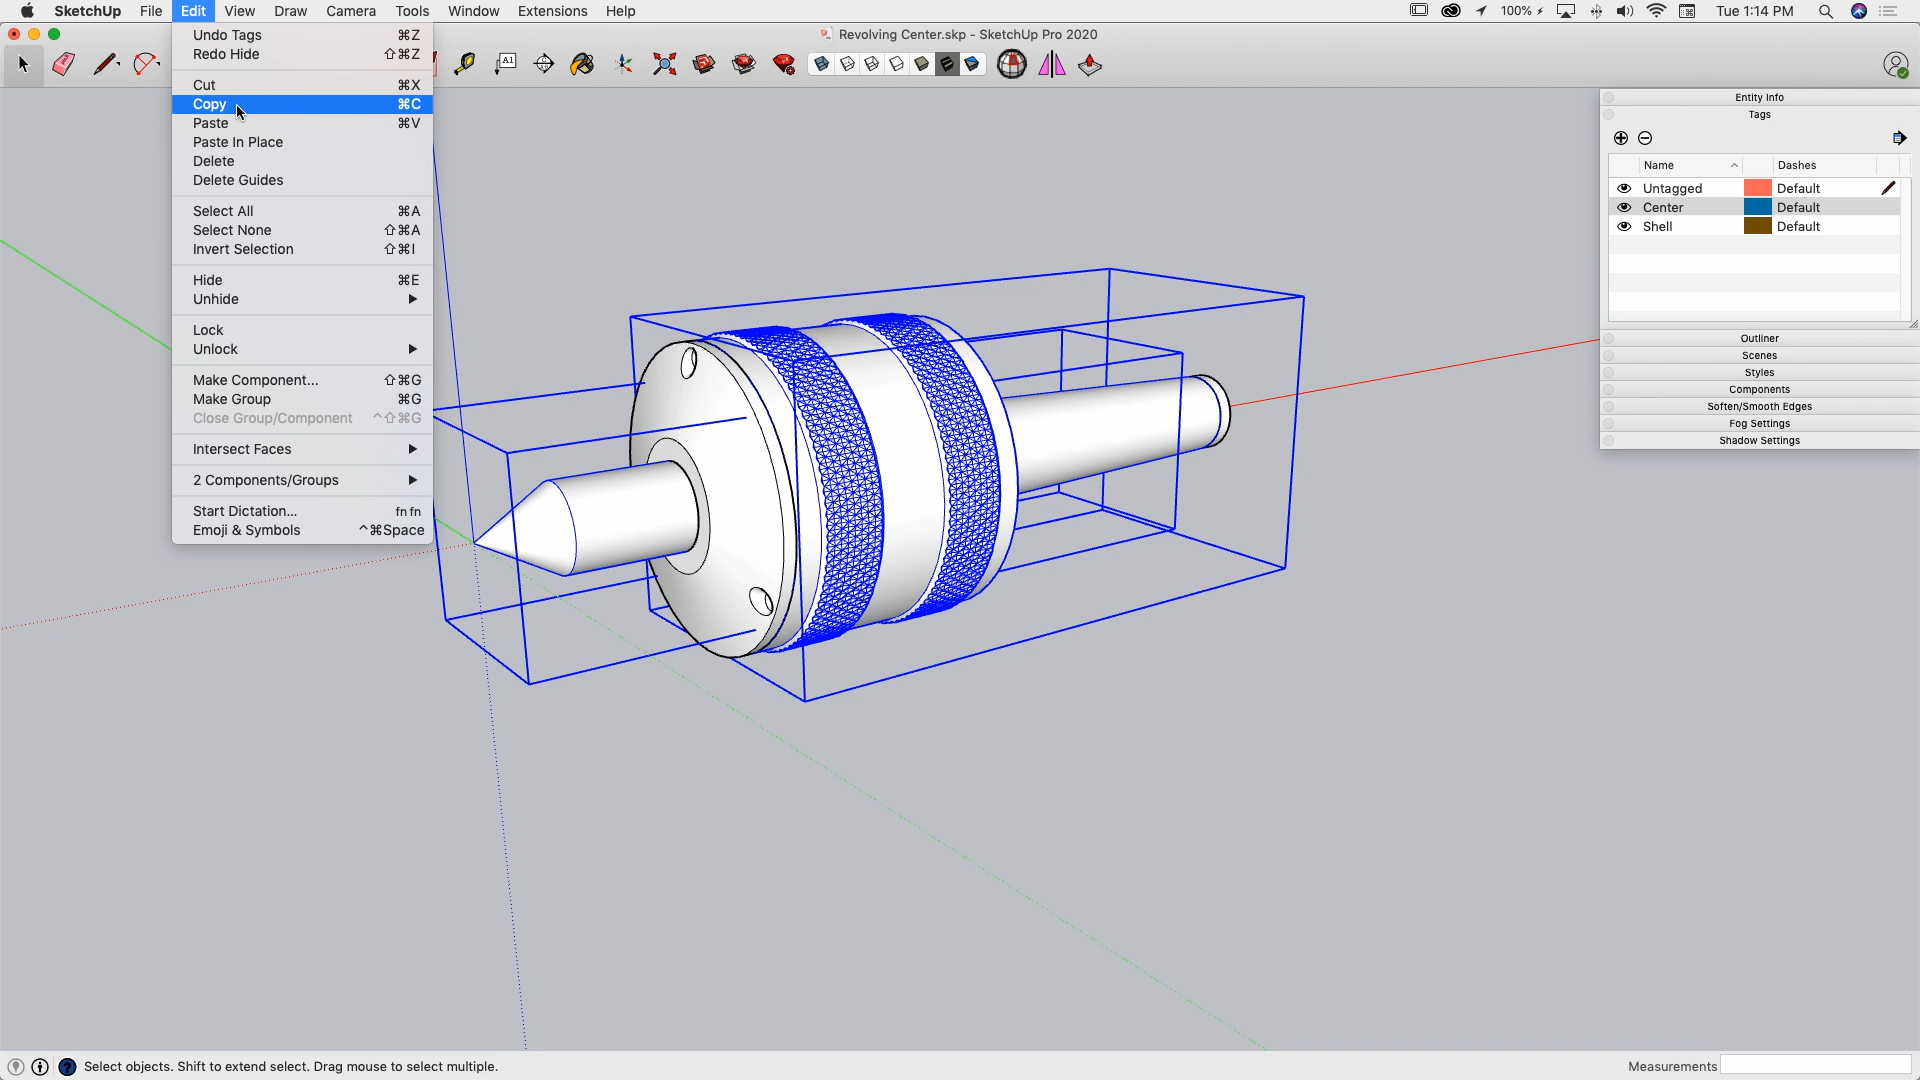 SketchUp File Edit View Draw Camera Tools Window Extensions Help 100% Tue 1:14 PM
Revolving Center.skp - SketchUp Pro 2020
Undo Tags ⌘Z
Redo Hide ⇧⌘Z
Cut ⌘X
Copy ⌘C
Paste ⌘V
Paste In Place
Delete
Delete Guides
Select All ⌘A
Select None ⇧⌘A
Invert Selection ⇧⌘I
Hide ⌘E
Unhide
Lock
Unlock
Make Component... ⇧⌘G
Make Group ⌘G
Close Group/Component ^⇧⌘G
Intersect Faces
2 Components/Groups
Start Dictation... fn fn
Emoji & Symbols ^⌘Space
A1
Entity Info
Tags
Name Dashes
Untagged Default
Center Default
Shell Default
Outliner
Scenes
Styles
Components
Soften/Smooth Edges
Fog Settings
Shadow Settings
Select objects. Shift to extend select. Drag mouse to select multiple.
Measurements